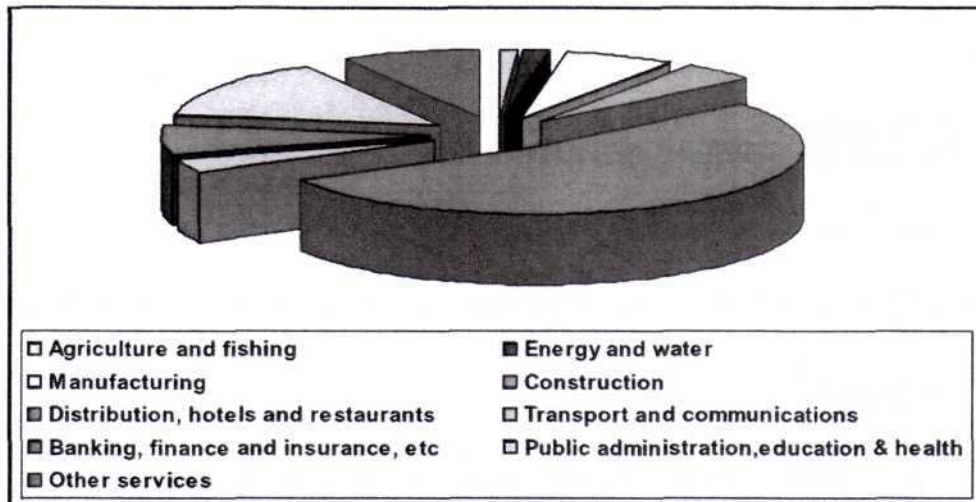 Agriculture and fishing
Energy and water
Manufacturing
Construction
Distribution, hotels and restaurants
Transport and communications
Banking, finance and insurance, etc
Public administration,education & health
Other services